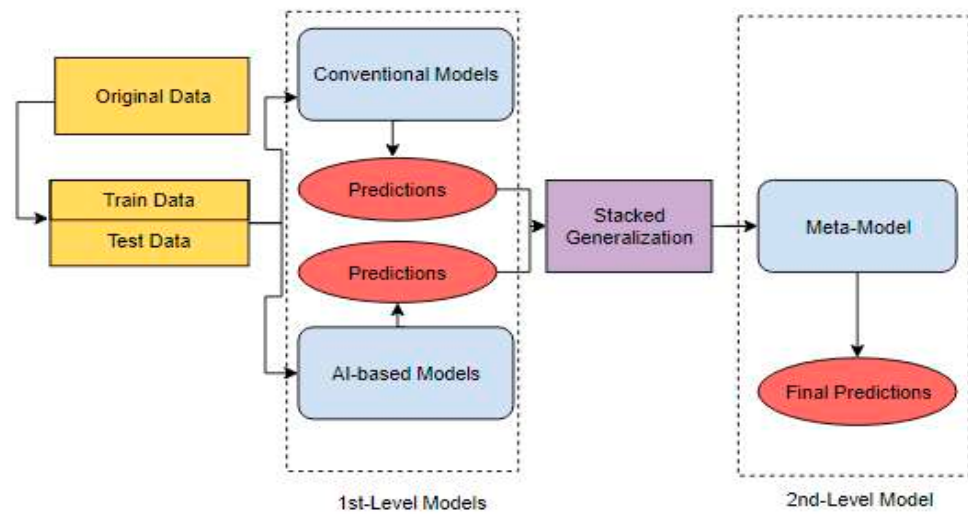 Original Data
Train Data
Test Data
Conventional Models
Predictions
Predictions
AI-based Models
1st-Level Models
Stacked
Generalization
Meta-Model
Final Predictions
2nd-Level Model